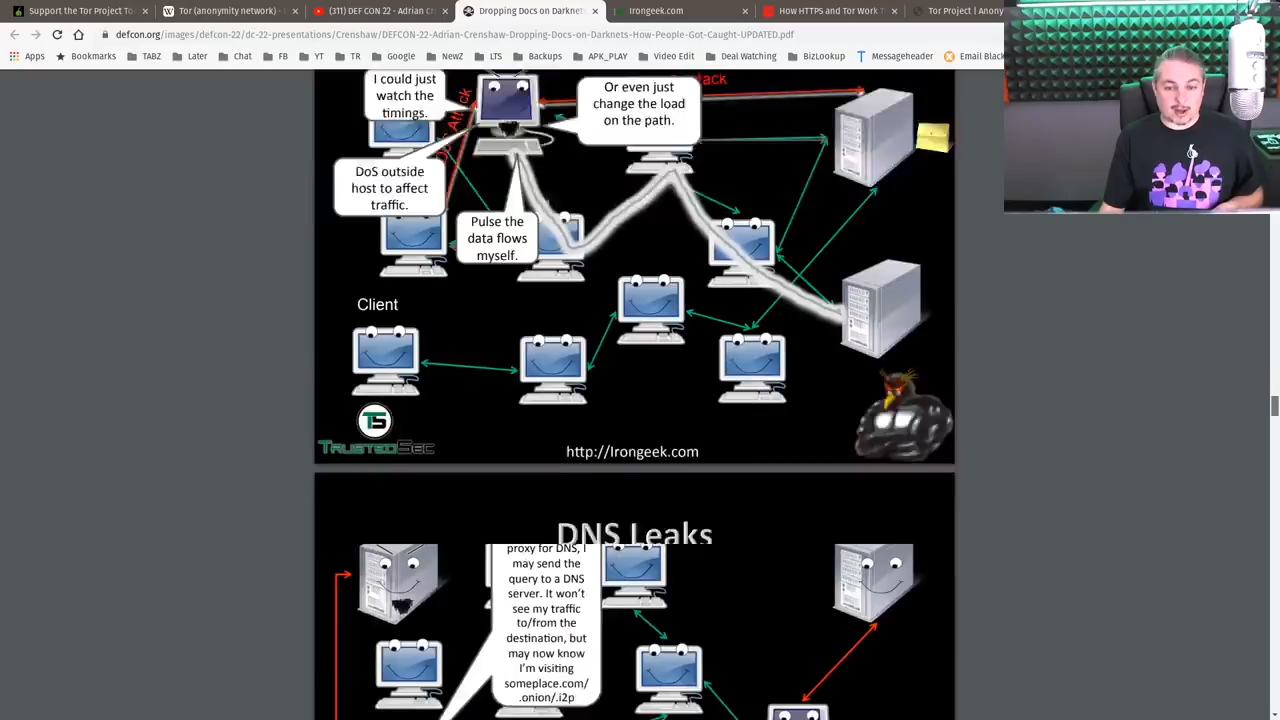 Support the Tor Project To
Tor (anonymity network) -
(311) DEF CON 22 - Adrian Cr
Dropping Docs on Darknet
Irongeek.com
How HTTPS and Tor Work T
Tor Project | Anony
defcon.org/images/defcon-22/dc-22-presentations/Crenshaw/DEFCON-22-Adrian-Crenshaw-Dropping-Docs-on-Darknets-How-People-Got-Caught-UPDATED.pdf
Apps
Bookmarks
TABZ
Later
Chat
FB
YT
TR
Google
NewZ
LTS
Backups
APK_PLAY
Video Edit
Deal Watching
BizLookup
Messageheader
Email Black
I could just
watch the
timings.
Or even just
change the load
on the path.
DoS outside
host to affect
traffic.
Pulse the
data flows
myself.
Client
TS
TRUSTEDSEC
http://Irongeek.com
DNS Leaks
proxy for DNS, I
may send the
query to a DNS
server. It won't
see my traffic
to/from the
destination, but
may now know
I'm visiting
someplace.com/
.onion/.i2p